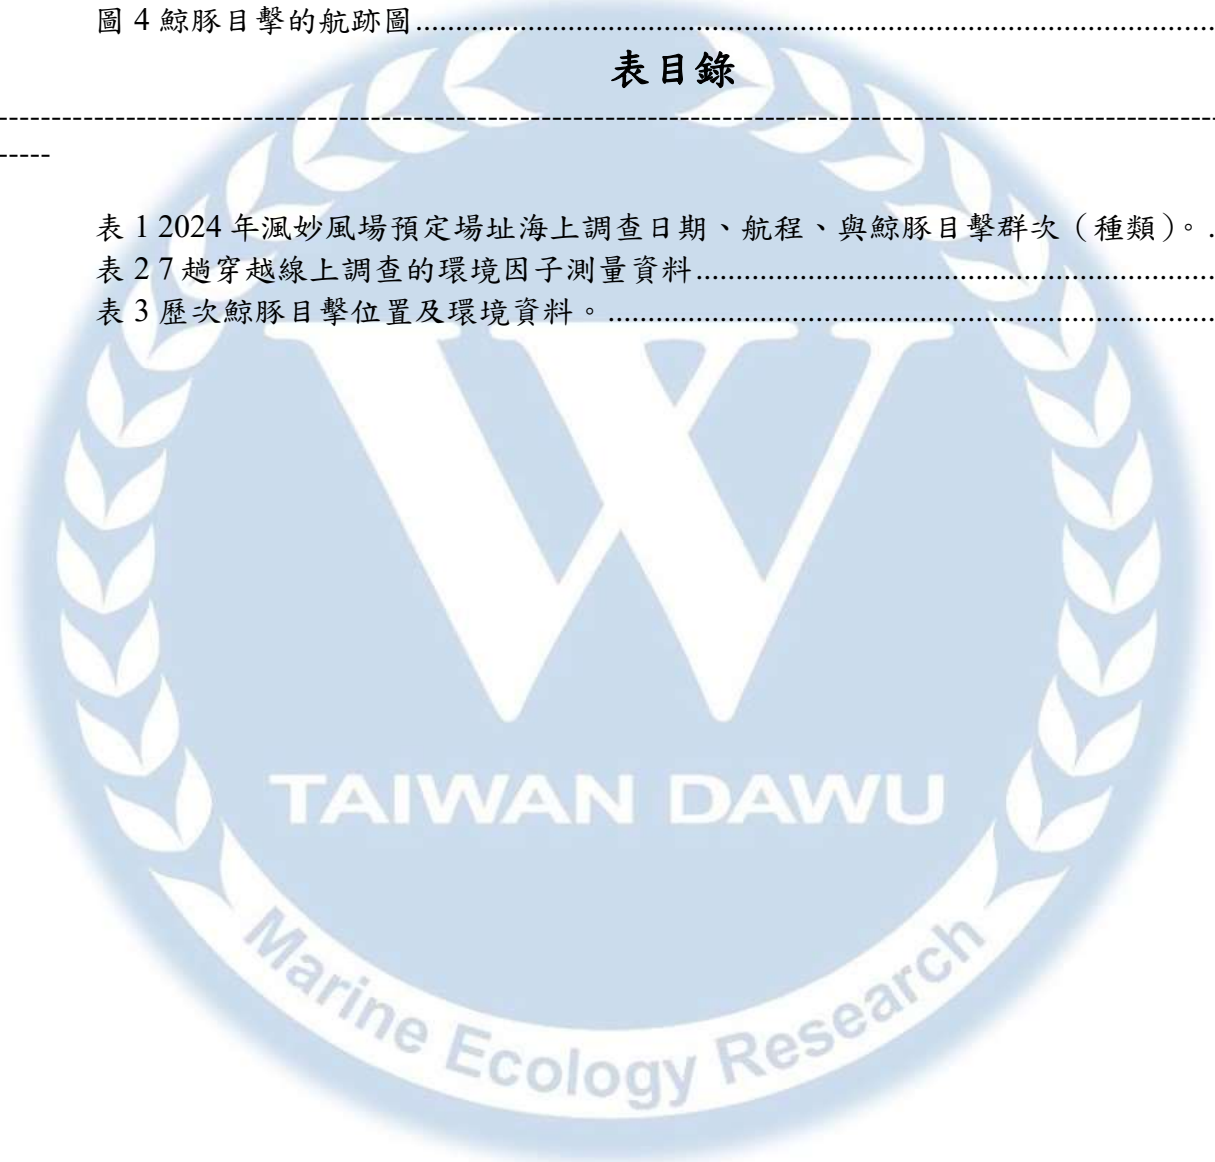 圖 4 鯨豚目擊的航跡圖....................................................................................................
表目錄
-----------------------------------------------------------------------------------------------------------------------------
-----
表 1 2024 年渢妙風場預定場址海上調查日期、航程、與鯨豚目擊群次（種類）。.
表 2 7 趟穿越線上調查的環境因子測量資料.................................................................
表 3 歷次鯨豚目擊位置及環境資料。............................................................................
W
TAIWAN DAWU
Marine Ecology Research